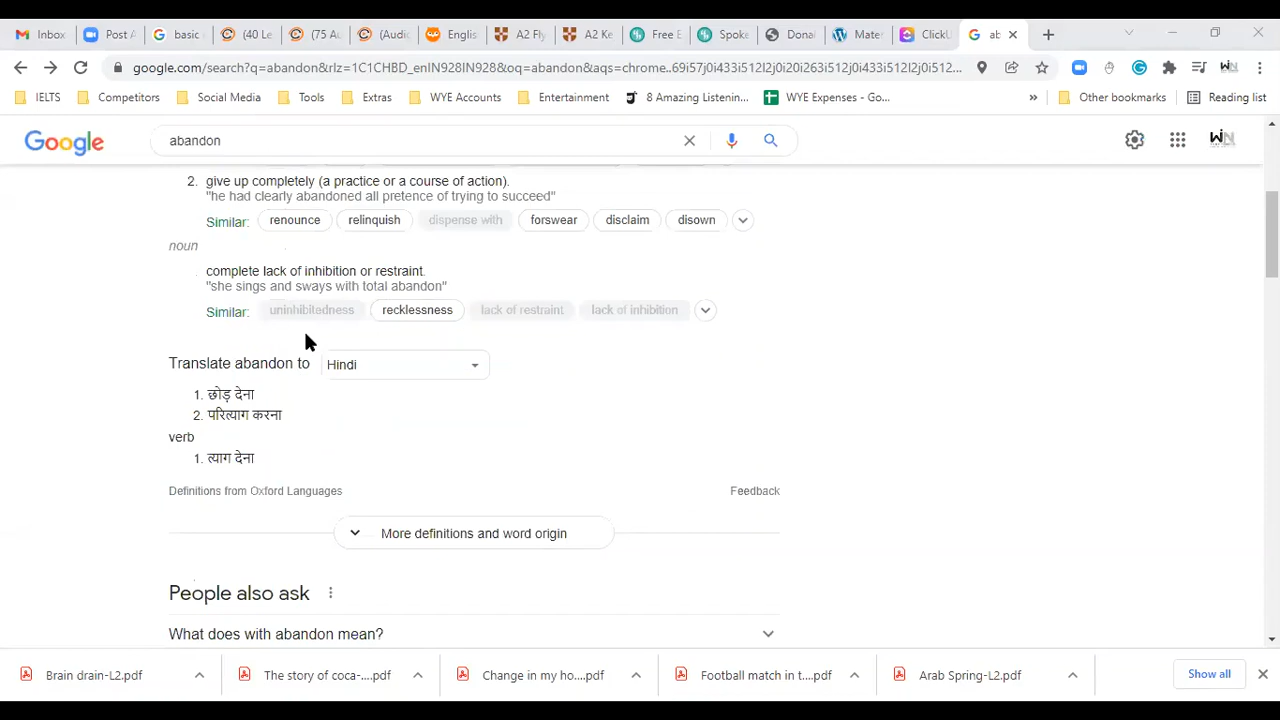 Inbox Post A basic (40 Le (75 Au (Audi English A2 Fly A2 Ke Free E Spoke Donat Mater ClickU ab
google.com/search?q=abandon&rlz=1C1CHBD_enIN928IN928&oq=abandon&aqs=chrome..69i57j0i433i512l2j0i20i263i512j0i433i512l2j0i512...
IELTS Competitors Social Media Tools Extras WYE Accounts Entertainment 8 Amazing Listenin... WYE Expenses - Go... » Other bookmarks Reading list
Google abandon WIN
2. give up completely (a practice or a course of action).
"he had clearly abandoned all pretence of trying to succeed"
Similar: renounce relinquish dispense with forswear disclaim disown
noun
complete lack of inhibition or restraint.
"she sings and sways with total abandon"
Similar: uninhibitedness recklessness lack of restraint lack of inhibition
Translate abandon to Hindi
1. छोड़ देना
2. परित्याग करना
verb
1. त्याग देना
Definitions from Oxford Languages Feedback
More definitions and word origin
People also ask
What does with abandon mean?
Brain drain-L2.pdf The story of coca-....pdf Change in my ho....pdf Football match in t....pdf Arab Spring-L2.pdf Show all